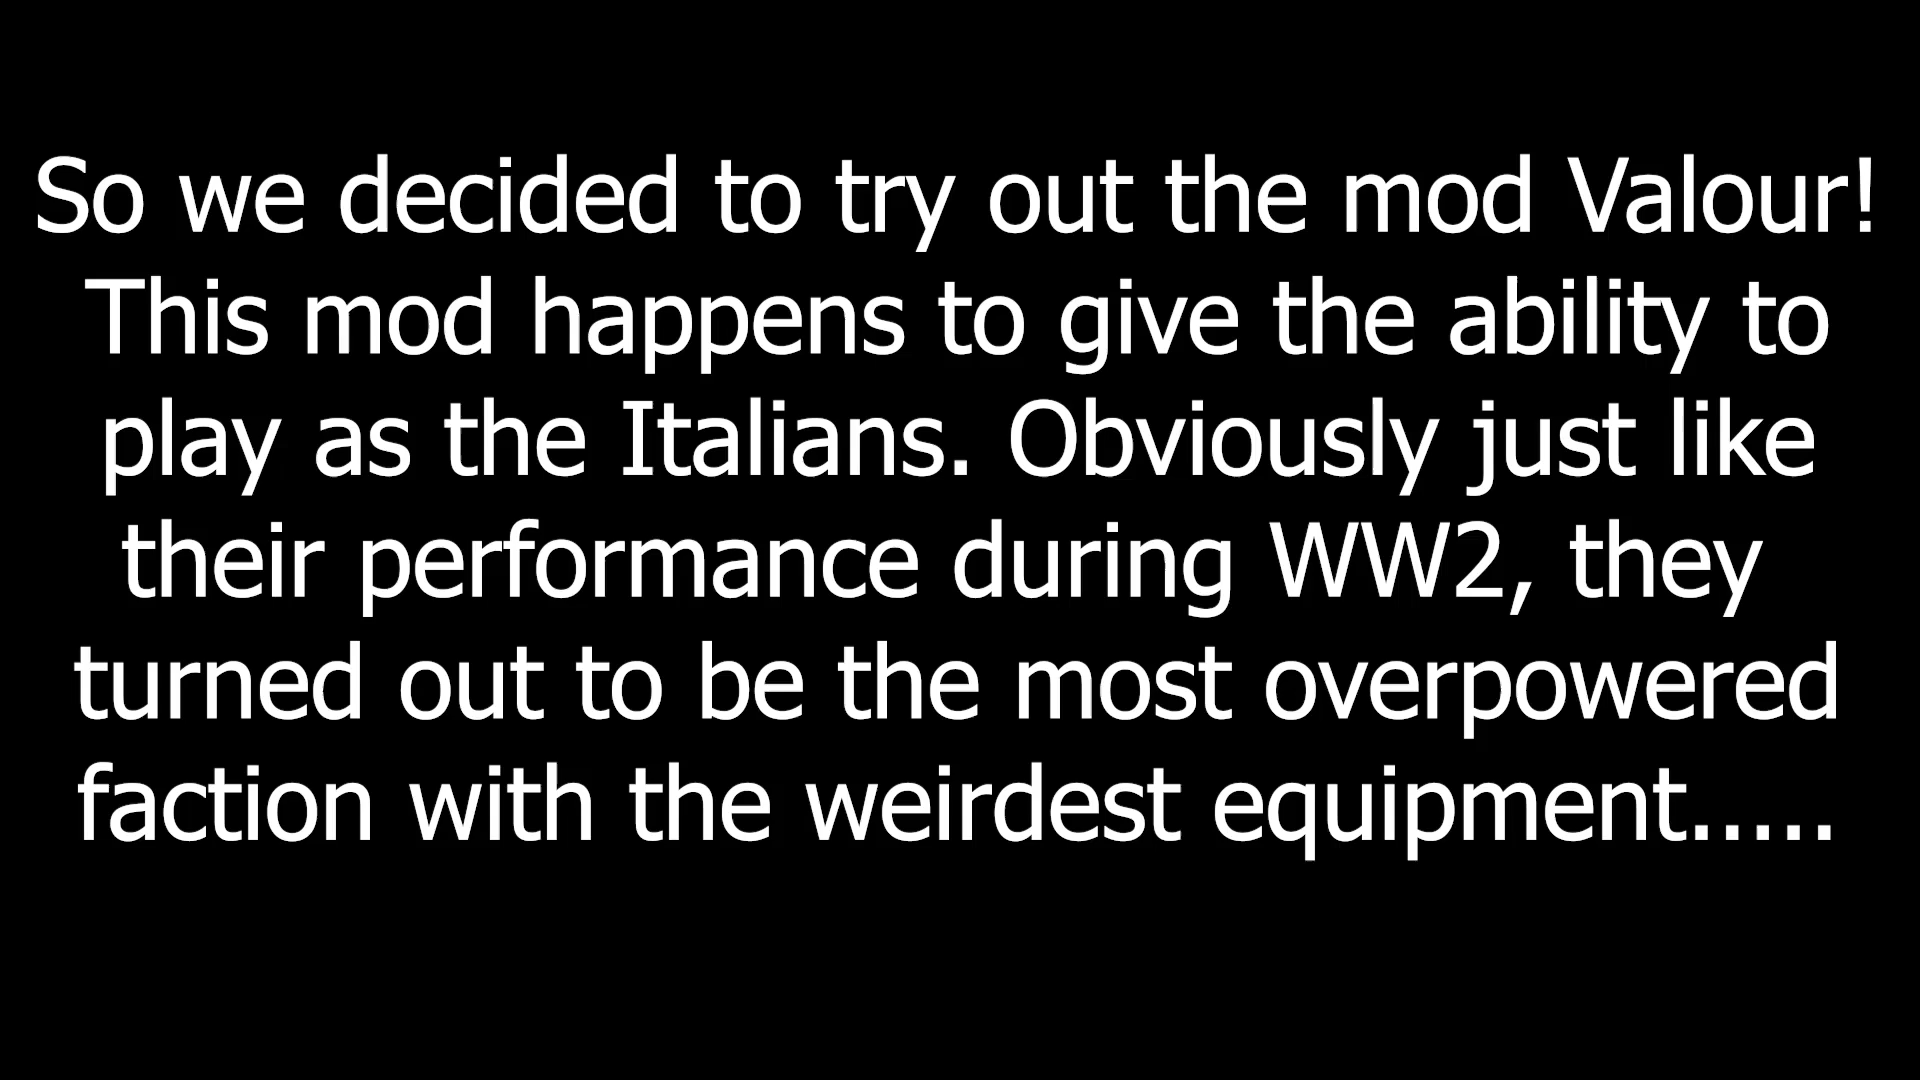 So we decided to try out the mod Valour!
This mod happens to give the ability to
play as the Italians. Obviously just like
their performance during WW2, they
turned out to be the most overpowered
faction with the weirdest equipment.....